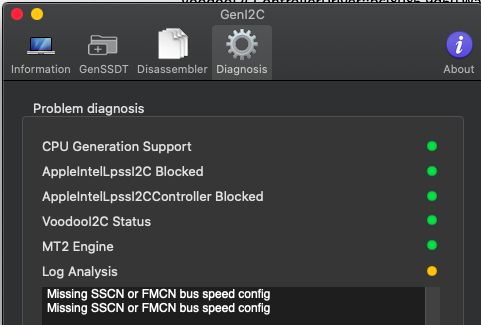 GenI2C
Information
GenSSDT
Disassembler
Diagnosis
About
Problem diagnosis
CPU Generation Support
AppleIntelLpssI2C Blocked
AppleIntelLpssI2CController Blocked
VoodooI2C Status
MT2 Engine
Log Analysis
Missing SSCN or FMCN bus speed config
Missing SSCN or FMCN bus speed config